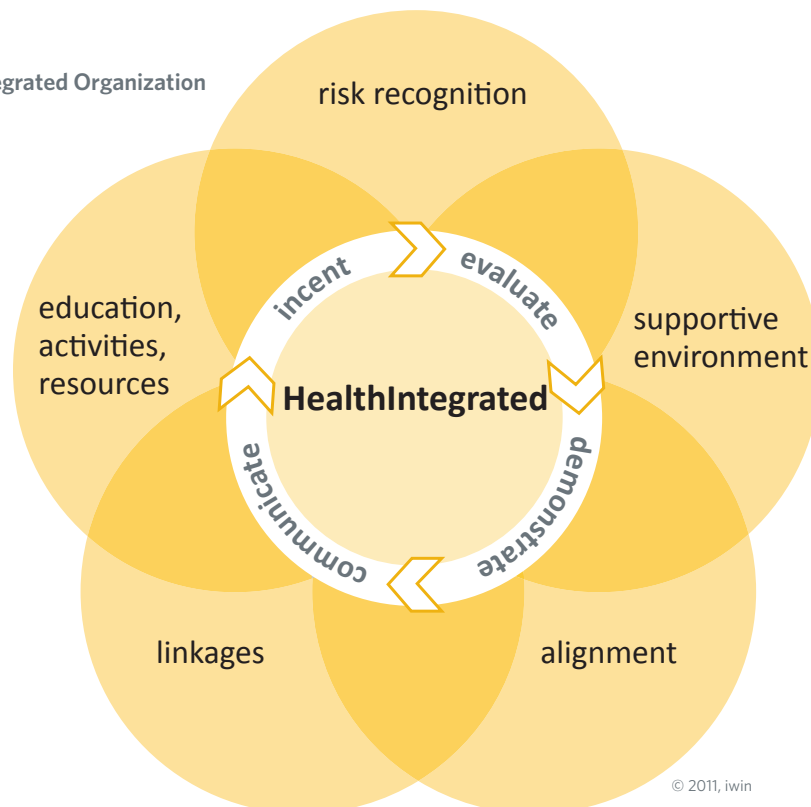 egrated Organization
risk recognition
incent
evaluate
education,
activities,
resources
supportive
environment
HealthIntegrated
communicate
demonstrate
linkages
alignment
© 2011, iwin